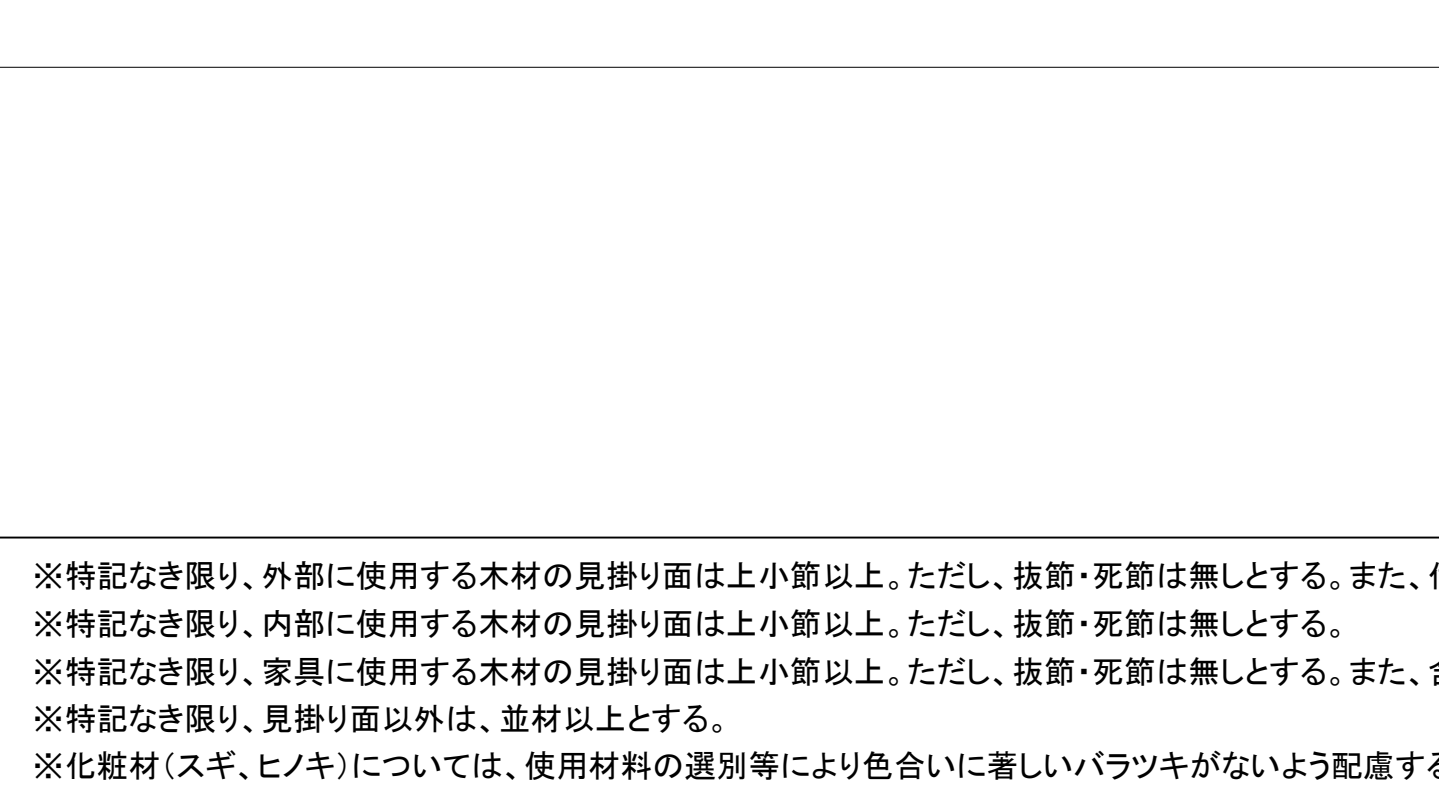 ※特記なき限り、外部に使用する木材の見掛り面は上小節以上。ただし、抜節・死節は無しとする。また、
※特記なき限り、内部に使用する木材の見掛り面は上小節以上。ただし、抜節・死節は無しとする。
※特記なき限り、家具に使用する木材の見掛り面は上小節以上。ただし、抜節・死節は無しとする。また、
※特記なき限り、見掛り面以外は、並材以上とする。
※化粧材（スギ、ヒノキ）については、使用材料の選別等により色合いに著しいバラツキがないよう配慮する